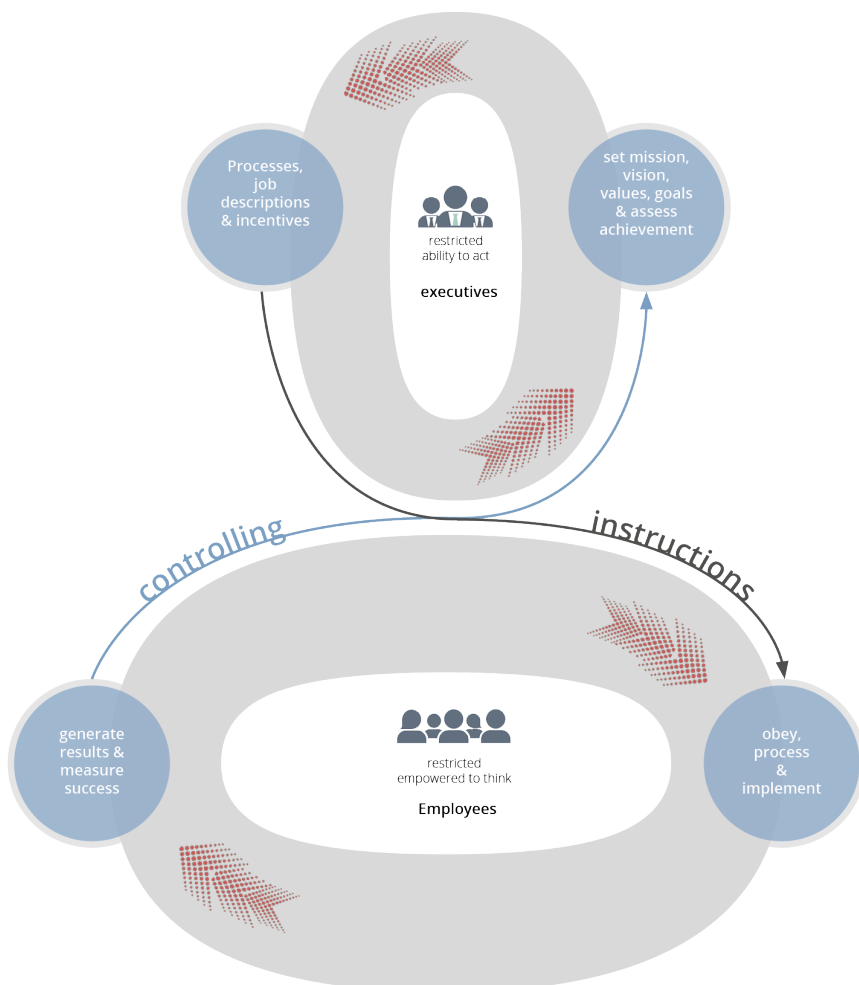 Processes,
job
descriptions
& incentives
set mission,
vision,
values, goals
& assess
achievement
restricted
ability to act
executives
controlling
instructions
generate
results &
measure
success
restricted
empowered to think
Employees
obey,
process
&
implement